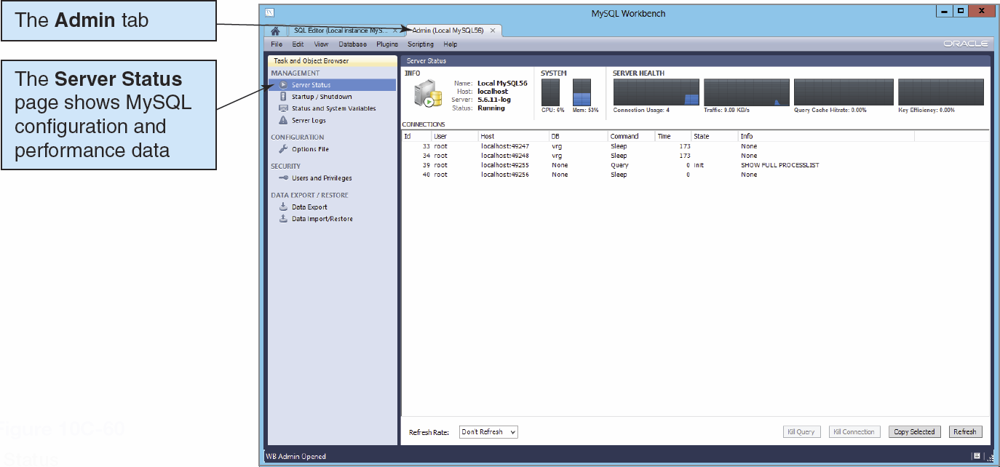 The Admin tab
The Server Status
page shows MySQL
configuration and
performance data
MySQL Workbench
SQL Editor (Local instance MyS... ×
Admin (Local MySQL56) ×
File Edit View Database Plugins Scripting Help
ORACLE
Task and Object Browser
MANAGEMENT
Server Status
Startup / Shutdown
Status and System Variables
Server Logs
CONFIGURATION
Options File
SECURITY
Users and Privileges
DATA EXPORT / RESTORE
Data Export
Data Import/Restore
Server Status
INFO
Name: Local MySQL56
Host: localhost
Server: 5.6.11-log
Status: Running
SYSTEM
CPU: 6% Mem: 53%
SERVER HEALTH
Connection Usage: 4 Traffic: 9.08 KB/s Query Cache Hitrate: 0.00% Key Efficiency: 0.00%
CONNECTIONS
Id User Host DB Command Time State Info
33 root localhost:49247 vrg Sleep 173 None
34 root localhost:49248 vrg Sleep 173 None
39 root localhost:49255 None Query 0 init SHOW FULL PROCESSLIST
40 root localhost:49256 None Sleep 0 None
Refresh Rate: Don't Refresh Kill Query Kill Connection Copy Selected Refresh
WB Admin Opened
Figure 10C-60
Status